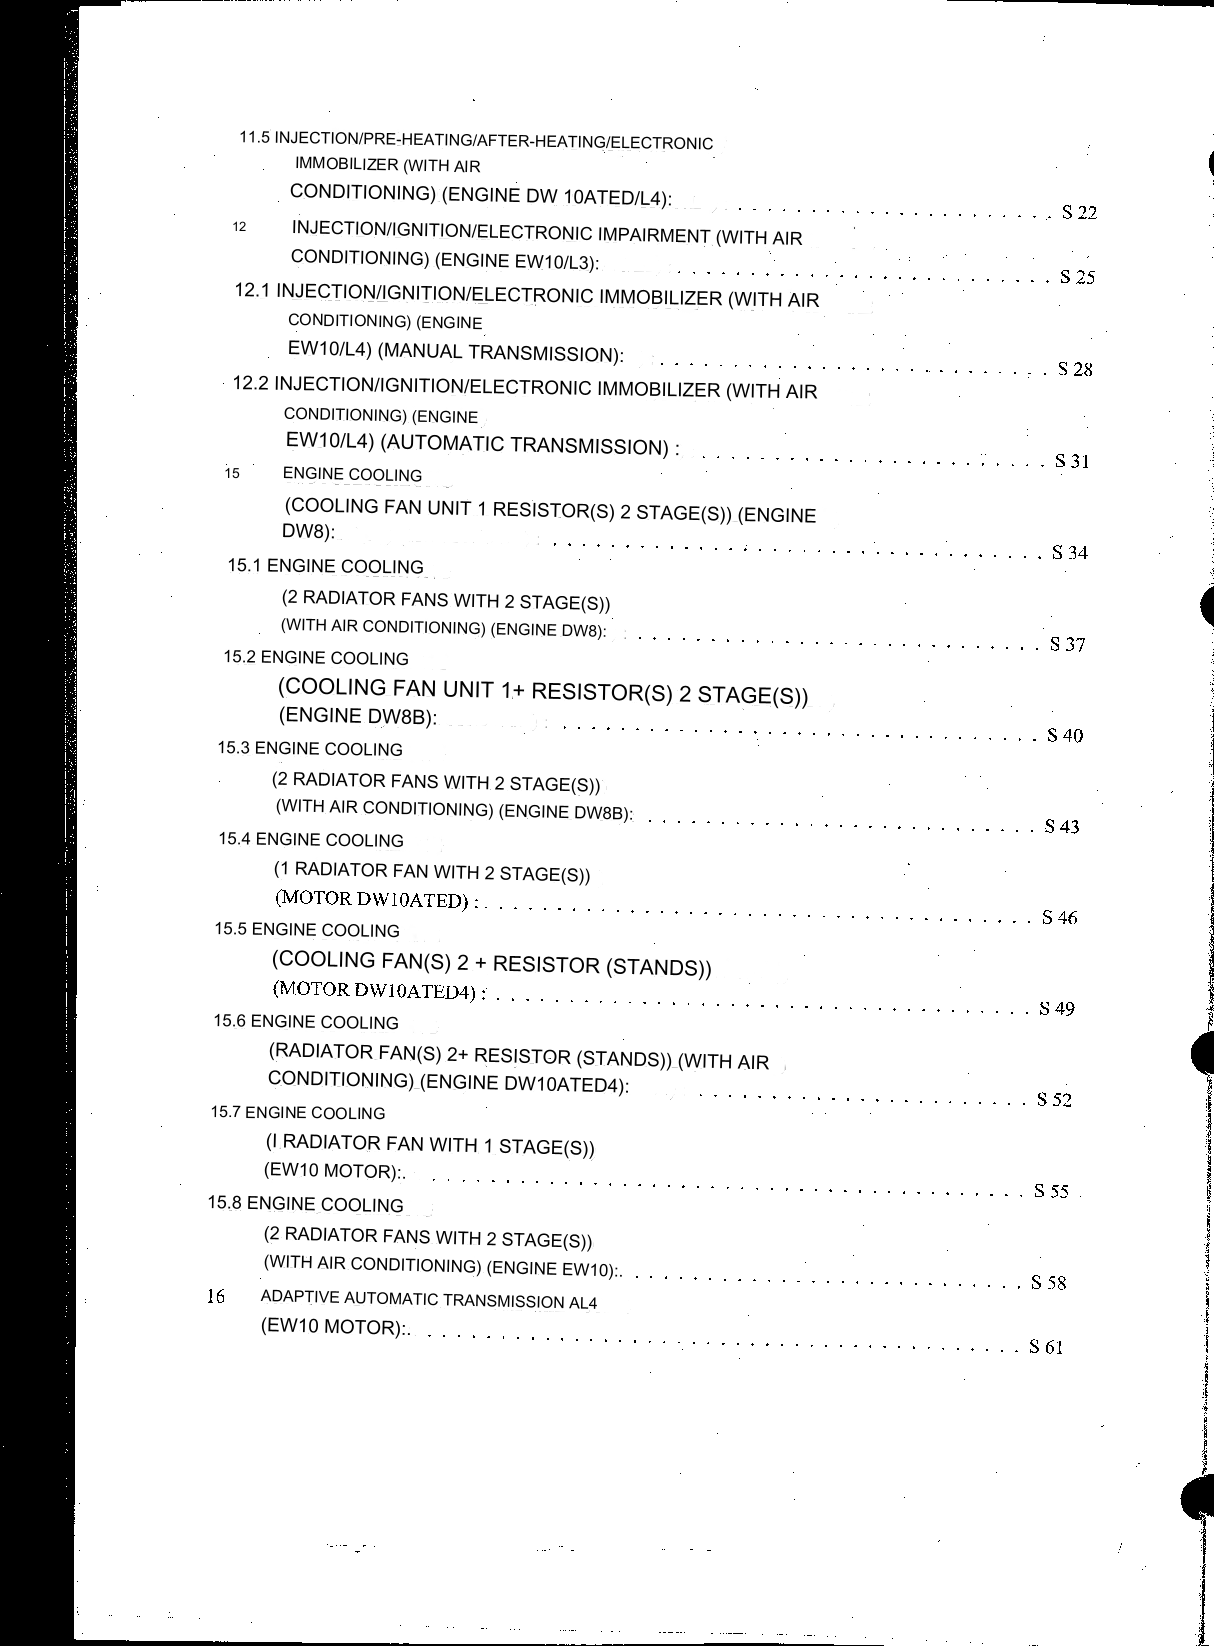 11.5 INJECTION/PRE-HEATING/AFTER-HEATING/ELECTRONIC
IMMOBILIZER (WITH AIR
CONDITIONING) (ENGINE DW 10ATED/L4): . . . . . . . . . . . . . . . . . . . . . . S 22
12 INJECTION/IGNITION/ELECTRONIC IMPAIRMENT (WITH AIR
CONDITIONING) (ENGINE EW10/L3): . . . . . . . . . . . . . . . . . . . . . . . . . . S 25
12.1 INJECTION/IGNITION/ELECTRONIC IMMOBILIZER (WITH AIR
CONDITIONING) (ENGINE
EW10/L4) (MANUAL TRANSMISSION): . . . . . . . . . . . . . . . . . . . . . . . . . . . S 28
12.2 INJECTION/IGNITION/ELECTRONIC IMMOBILIZER (WITH AIR
CONDITIONING) (ENGINE
EW10/L4) (AUTOMATIC TRANSMISSION) : . . . . . . . . . . . . . . . . . . . . . . . . S 31
15 ENGINE COOLING
(COOLING FAN UNIT 1 RESISTOR(S) 2 STAGE(S)) (ENGINE
DW8): . . . . . . . . . . . . . . . . . . . . . . . . . . . . . . . . . . S 34
15.1 ENGINE COOLING
(2 RADIATOR FANS WITH 2 STAGE(S))
(WITH AIR CONDITIONING) (ENGINE DW8): . . . . . . . . . . . . . . . . . . . . . . . . . . . . S 37
15.2 ENGINE COOLING
(COOLING FAN UNIT 1+ RESISTOR(S) 2 STAGE(S))
(ENGINE DW8B): . . . . . . . . . . . . . . . . . . . . . . . . . . . . . . . . . S 40
15.3 ENGINE COOLING
(2 RADIATOR FANS WITH 2 STAGE(S))
(WITH AIR CONDITIONING) (ENGINE DW8B): . . . . . . . . . . . . . . . . . . . . . . . . . . . S 43
15.4 ENGINE COOLING
(1 RADIATOR FAN WITH 2 STAGE(S))
(MOTOR DW10ATED) : . . . . . . . . . . . . . . . . . . . . . . . . . . . . . . . . . . . . . . S 46
15.5 ENGINE COOLING
(COOLING FAN(S) 2 + RESISTOR (STANDS))
(MOTOR DW10ATED4) : . . . . . . . . . . . . . . . . . . . . . . . . . . . . . . . . . . . . . S 49
15.6 ENGINE COOLING
(RADIATOR FAN(S) 2+ RESISTOR (STANDS)) (WITH AIR
CONDITIONING) (ENGINE DW10ATED4): . . . . . . . . . . . . . . . . . . . . . . . S 52
15.7 ENGINE COOLING
(I RADIATOR FAN WITH 1 STAGE(S))
(EW10 MOTOR):. . . . . . . . . . . . . . . . . . . . . . . . . . . . . . . . . . . . . . . . . . S 55
15.8 ENGINE COOLING
(2 RADIATOR FANS WITH 2 STAGE(S))
(WITH AIR CONDITIONING) (ENGINE EW10):. . . . . . . . . . . . . . . . . . . . . . . . . . . . S 58
16 ADAPTIVE AUTOMATIC TRANSMISSION AL4
(EW10 MOTOR):. . . . . . . . . . . . . . . . . . . . . . . . . . . . . . . . . . . . . . . . . . S 61